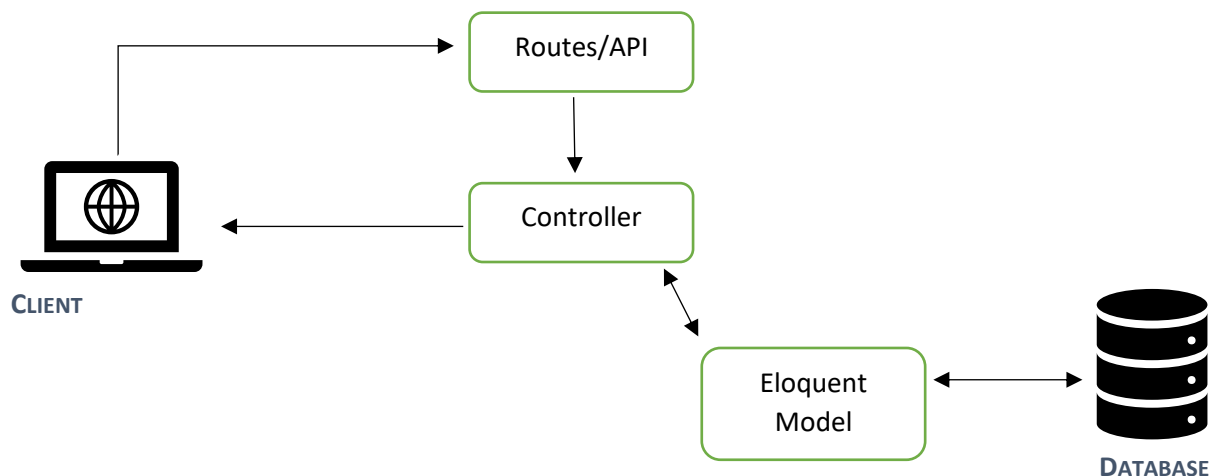 Routes/API
Controller
CLIENT
Eloquent
Model
DATABASE